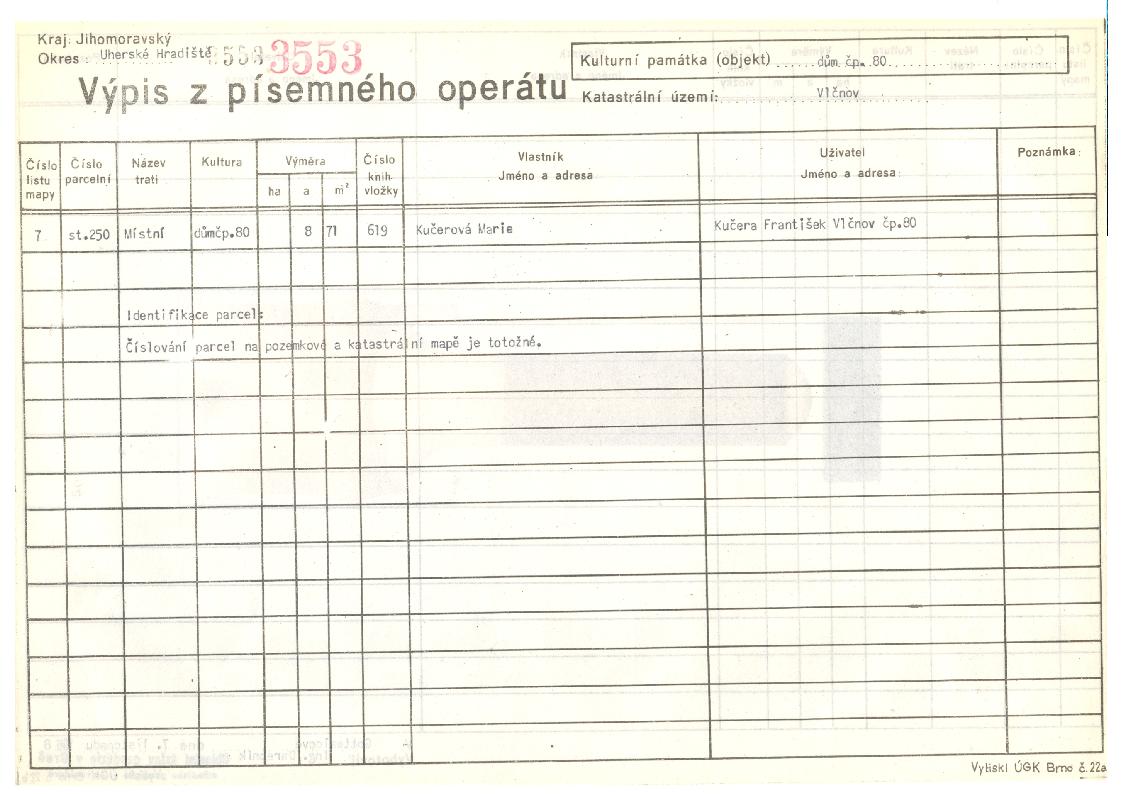 Kraj: Jihomoravský
Okres: Uherské Hradiště 3553 3553
Výpis z písemného operátu
Kulturní památka (objekt) dům. čp. 80
Katastrální území: Vlčnov
Číslo listu mapy | Číslo parcelní | Název trati | Kultura | Výměra | Číslo knih. vložky | Vlastník Jméno a adresa | Uživatel Jméno a adresa: | Poznámka:
ha | a | m²
7 | st.250 | Místní | důmčp.80 | 8 | 71 | 619 | Kučerová Marie | Kučera František Vlčnov čp.80
Identifikace parcel:
Číslování parcel na pozemkové a katastrální mapě je totožné.
Vytiskl ÚGK Brno č. 22a